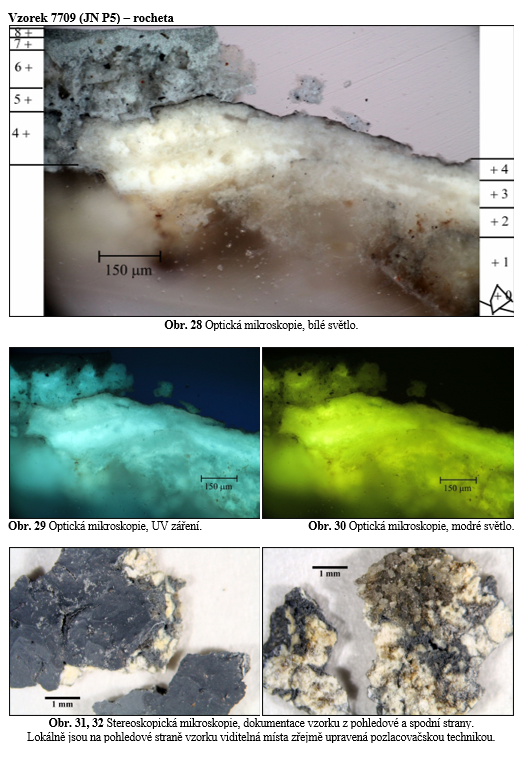 Vzorek 7709 (JN P5) – rocheta
8 +
7 +
6 +
5 +
4 +
+ 4
+ 3
+ 2
+ 1
+ 0
150 µm
Obr. 28 Optická mikroskopie, bílé světlo.
150 µm
150 µm
Obr. 29 Optická mikroskopie, UV záření.
Obr. 30 Optická mikroskopie, modré světlo.
1 mm
1 mm
Obr. 31, 32 Stereoskopická mikroskopie, dokumentace vzorku z pohledové a spodní strany.
Lokálně jsou na pohledové straně vzorku viditelná místa zřejmě upravená pozlacovačskou technikou.